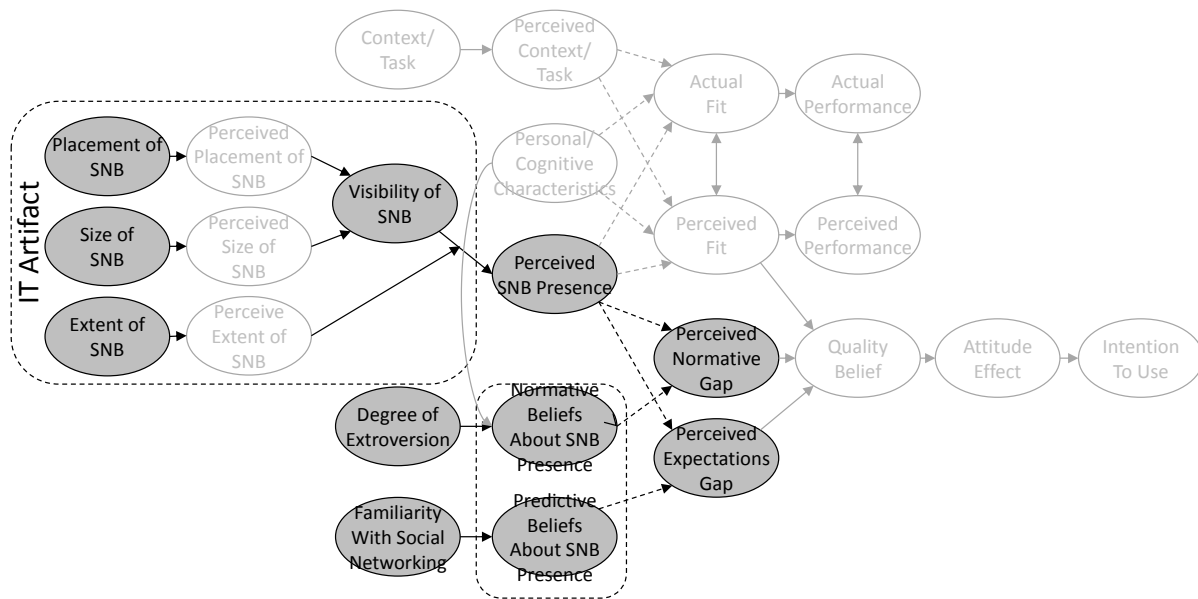 Context/
Task
Perceived
Context/
Task
Actual
Fit
Actual
Performance
IT Artifact
Placement of
SNB
Perceived
Placement of
SNB
Personal/
Cognitive
Characteristics
Visibility of
SNB
Size of
SNB
Perceived
Size of
SNB
Perceived
Fit
Perceived
Performance
Perceived
SNB Presence
Extent of
SNB
Perceive
Extent of
SNB
Perceived
Normative
Gap
Quality
Belief
Attitude
Effect
Intention
To Use
Degree of
Extroversion
Normative
Beliefs
About SNB
Presence
Perceived
Expectations
Gap
Familiarity
With Social
Networking
Predictive
Beliefs
About SNB
Presence